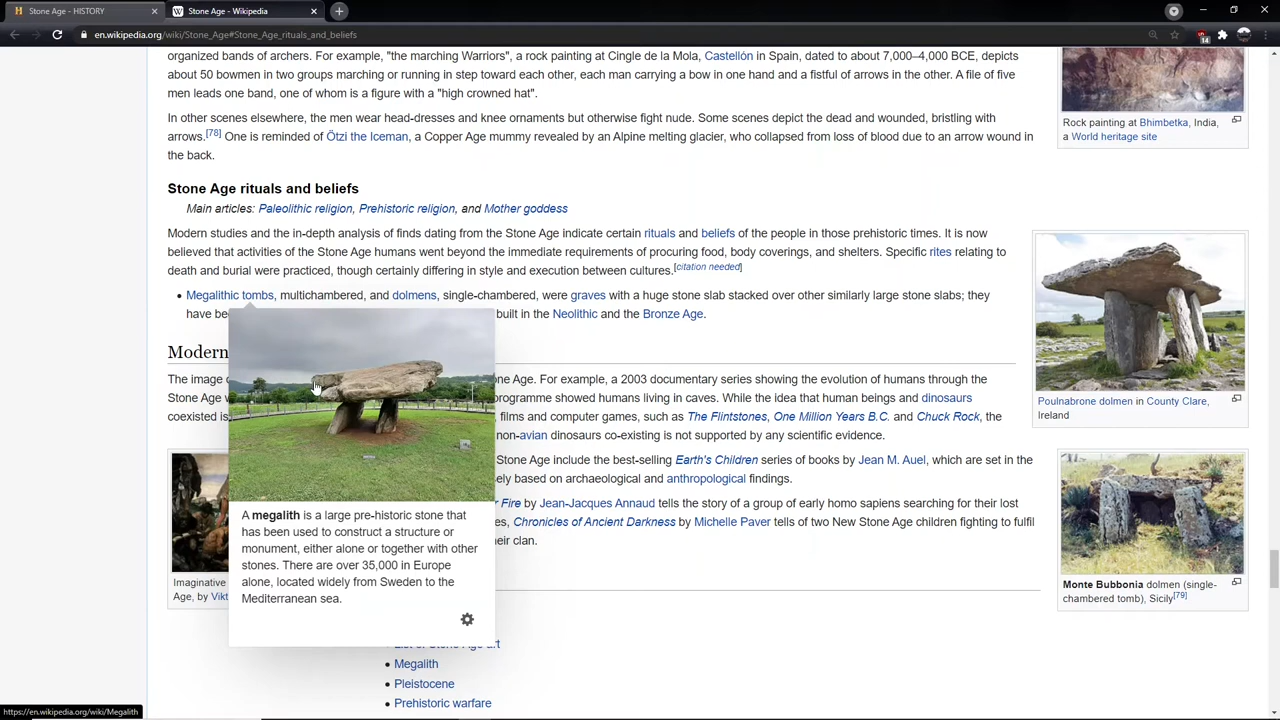 Stone Age - HISTORY
Stone Age - Wikipedia
en.wikipedia.org/wiki/Stone_Age#Stone_Age_rituals_and_beliefs
14
organized bands of archers. For example, "the marching Warriors", a rock painting at Cingle de la Mola, Castellón in Spain, dated to about 7,000–4,000 BCE, depicts
about 50 bowmen in two groups marching or running in step toward each other, each man carrying a bow in one hand and a fistful of arrows in the other. A file of five
men leads one band, one of whom is a figure with a "high crowned hat".
In other scenes elsewhere, the men wear head-dresses and knee ornaments but otherwise fight nude. Some scenes depict the dead and wounded, bristling with
arrows.[78] One is reminded of Ötzi the Iceman, a Copper Age mummy revealed by an Alpine melting glacier, who collapsed from loss of blood due to an arrow wound in
the back.
Rock painting at Bhimbetka, India,
a World heritage site
Stone Age rituals and beliefs
Main articles: Paleolithic religion, Prehistoric religion, and Mother goddess
Modern studies and the in-depth analysis of finds dating from the Stone Age indicate certain rituals and beliefs of the people in those prehistoric times. It is now
believed that activities of the Stone Age humans went beyond the immediate requirements of procuring food, body coverings, and shelters. Specific rites relating to
death and burial were practiced, though certainly differing in style and execution between cultures.[citation needed]
• Megalithic tombs, multichambered, and dolmens, single-chambered, were graves with a huge stone slab stacked over other similarly large stone slabs; they
have bee built in the Neolithic and the Bronze Age.
Poulnabrone dolmen in County Clare,
Ireland
Modern
The image o ne Age. For example, a 2003 documentary series showing the evolution of humans through the
Stone Age w programme showed humans living in caves. While the idea that human beings and dinosaurs
coexisted is films and computer games, such as The Flintstones, One Million Years B.C. and Chuck Rock, the
non-avian dinosaurs co-existing is not supported by any scientific evidence.
Stone Age include the best-selling Earth's Children series of books by Jean M. Auel, which are set in the
sely based on archaeological and anthropological findings.
r Fire by Jean-Jacques Annaud tells the story of a group of early homo sapiens searching for their lost
es, Chronicles of Ancient Darkness by Michelle Paver tells of two New Stone Age children fighting to fulfil
heir clan.
Imaginative
Age, by Vikt
Monte Bubbonia dolmen (single-
chambered tomb), Sicily[79]
A megalith is a large pre-historic stone that
has been used to construct a structure or
monument, either alone or together with other
stones. There are over 35,000 in Europe
alone, located widely from Sweden to the
Mediterranean sea.
List of Stone Age art
• Megalith
• Pleistocene
• Prehistoric warfare
https://en.wikipedia.org/wiki/Megalith